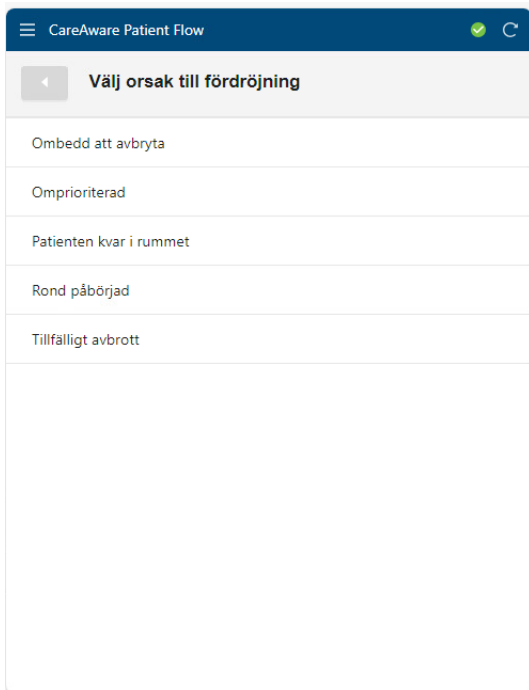 CareAware Patient Flow
Välj orsak till fördröjning
Ombedd att avbryta
Omprioriterad
Patienten kvar i rummet
Rond påbörjad
Tillfälligt avbrott